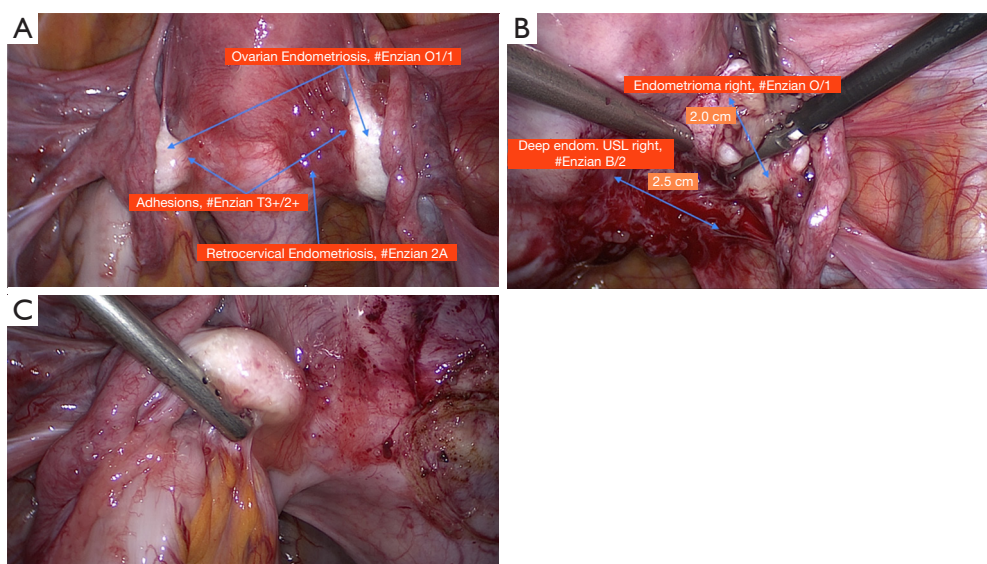 A
Ovarian Endometriosis, #Enzian O1/1
Adhesions, #Enzian T3+/2+
Retrocervical Endometriosis, #Enzian 2A
B
Endometrioma right, #Enzian O/1
2.0 cm
Deep endom. USL right,
#Enzian B/2
2.5 cm
C